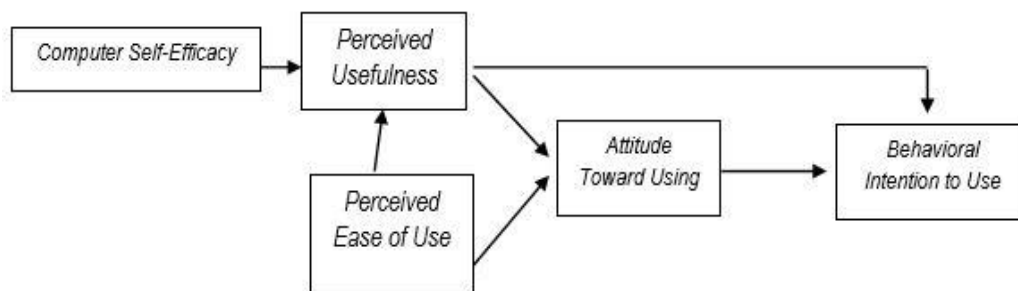 Computer Self-Efficacy
Perceived
Usefulness
Perceived
Ease of Use
Attitude
Toward Using
Behavioral
Intention to Use